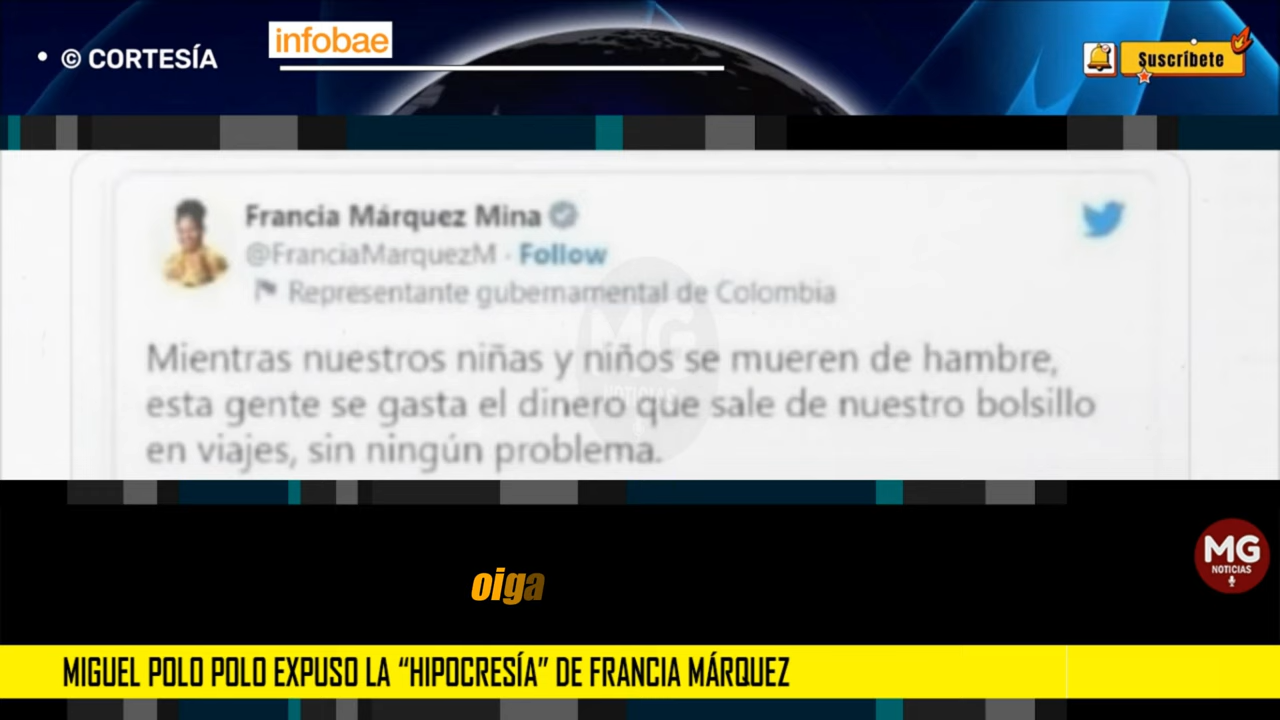 © CORTESÍA
infobae
Suscríbete
Francia Márquez Mina
@FranciaMarquezM · Follow
Representante gubernamental de Colombia
Mientras nuestros niñas y niños se mueren de hambre,
esta gente se gasta el dinero que sale de nuestro bolsillo
en viajes, sin ningún problema.
MG
NOTICIAS
oiga
MG
NOTICIAS
MIGUEL POLO POLO EXPUSO LA “HIPOCRESÍA” DE FRANCIA MÁRQUEZ